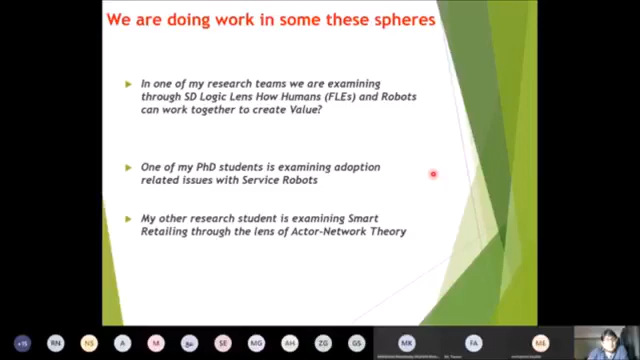 We are doing work in some these spheres
In one of my research teams we are examining
through SD Logic Lens How Humans (FLEs) and Robots
can work together to create Value?
One of my PhD students is examining adoption
related issues with Service Robots
My other research student is examining Smart
Retailing through the lens of Actor-Network Theory
+15 RN NS A M SE MG AH ZG GS MK FA ME